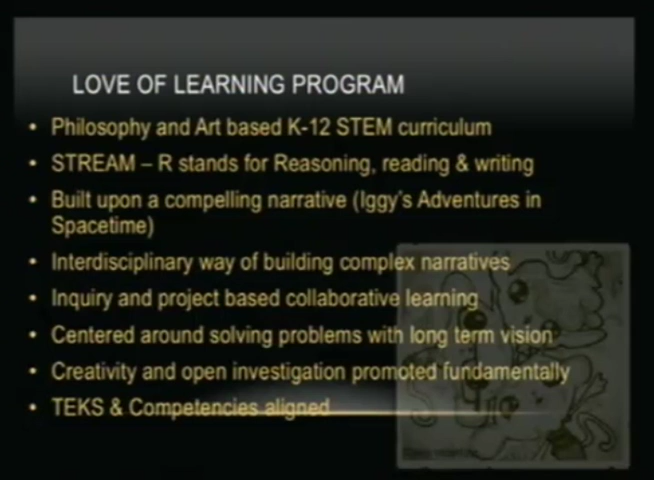 LOVE OF LEARNING PROGRAM
• Philosophy and Art based K-12 STEM curriculum
• STREAM – R stands for Reasoning, reading & writing
• Built upon a compelling narrative (Iggy's Adventures in
Spacetime)
• Interdisciplinary way of building complex narratives
• Inquiry and project based collaborative learning
• Centered around solving problems with long term vision
• Creativity and open investigation promoted fundamentally
• TEKS & Competencies aligned